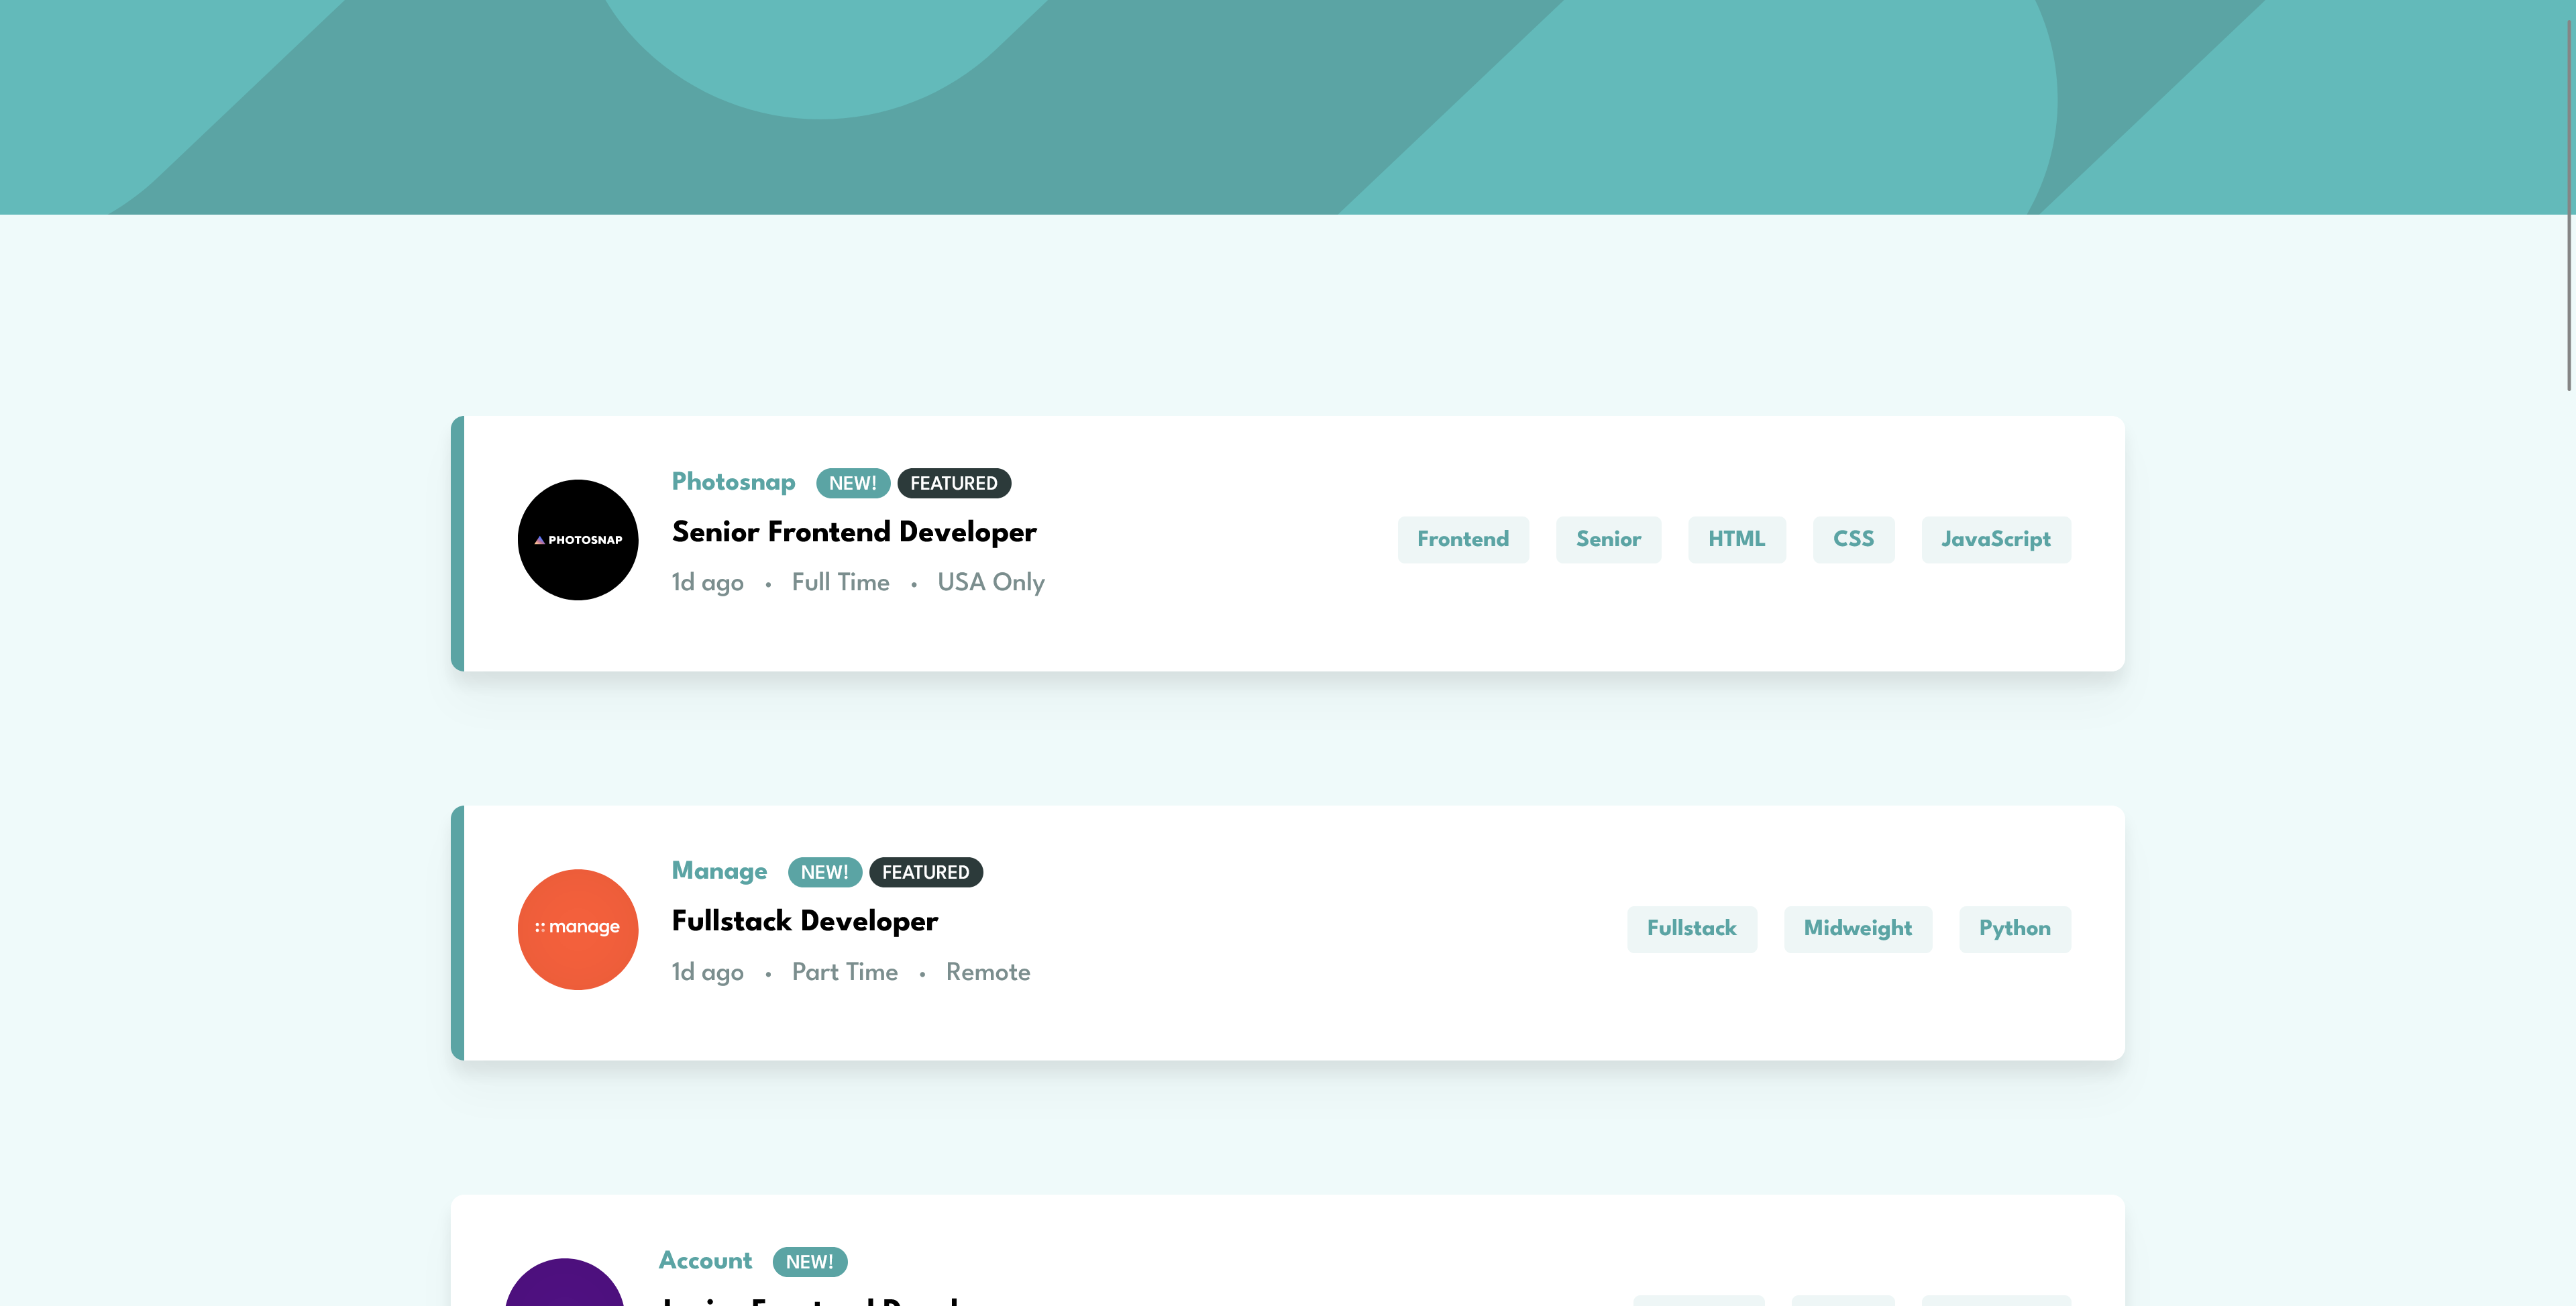 Photosnap NEW! FEATURED
PHOTOSNAP
Senior Frontend Developer
1d ago • Full Time • USA Only
Frontend Senior HTML CSS JavaScript
Manage NEW! FEATURED
manage
Fullstack Developer
1d ago • Part Time • Remote
Fullstack Midweight Python
Account NEW!